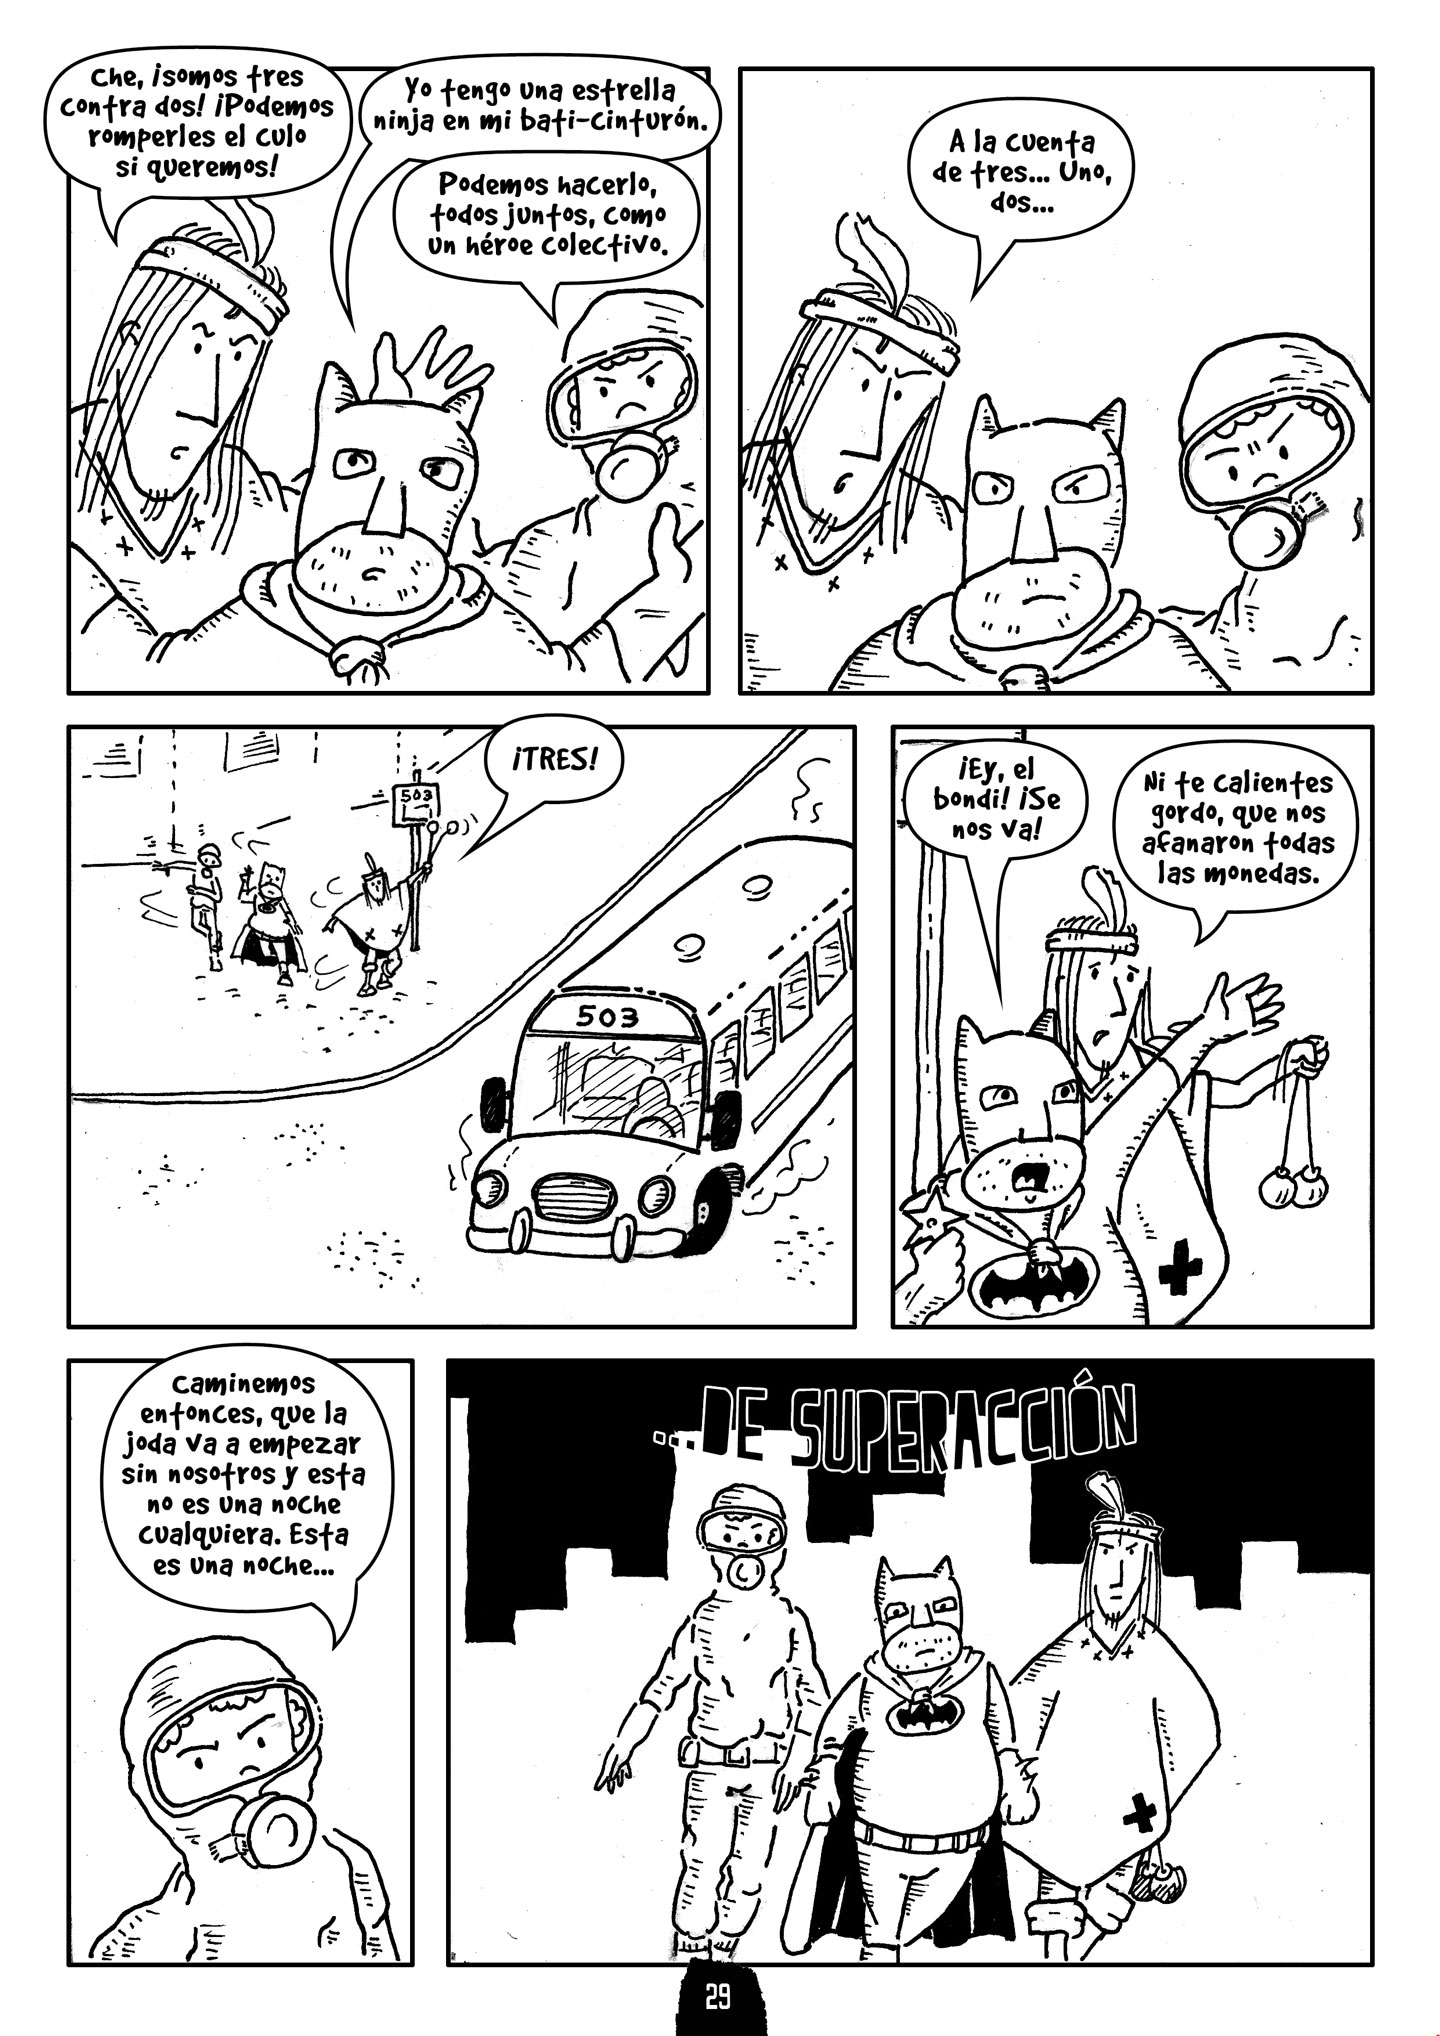 Che, ¡somos tres
contra dos! ¡Podemos
romperles el culo
si queremos!
Yo tengo una estrella
ninja en mi bati-cinturón.
Podemos hacerlo,
todos juntos, como
un héroe colectivo.
A la cuenta
de tres... Uno,
dos...
¡TRES!
503
503
¡Ey, el
bondi! ¡Se
nos va!
Ni te calientes
gordo, que nos
afanaron todas
las monedas.
Caminemos
entonces, que la
joda va a empezar
sin nosotros y esta
no es una noche
cualquiera. Esta
es una noche...
...DE SUPERACCIÓN
29